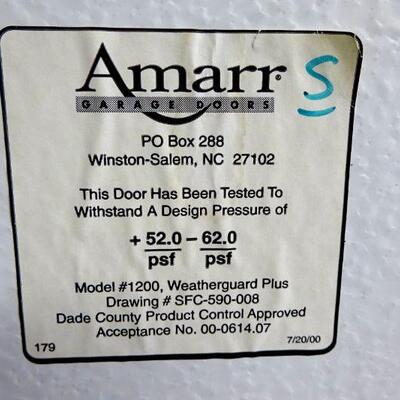 Amarr®
GARAGE DOORS
S
PO Box 288
Winston-Salem, NC 27102
This Door Has Been Tested To
Withstand A Design Pressure of
+ 52.0 – 62.0
psf psf
Model #1200, Weatherguard Plus
Drawing # SFC-590-008
Dade County Product Control Approved
Acceptance No. 00-0614.07
179 7/20/00